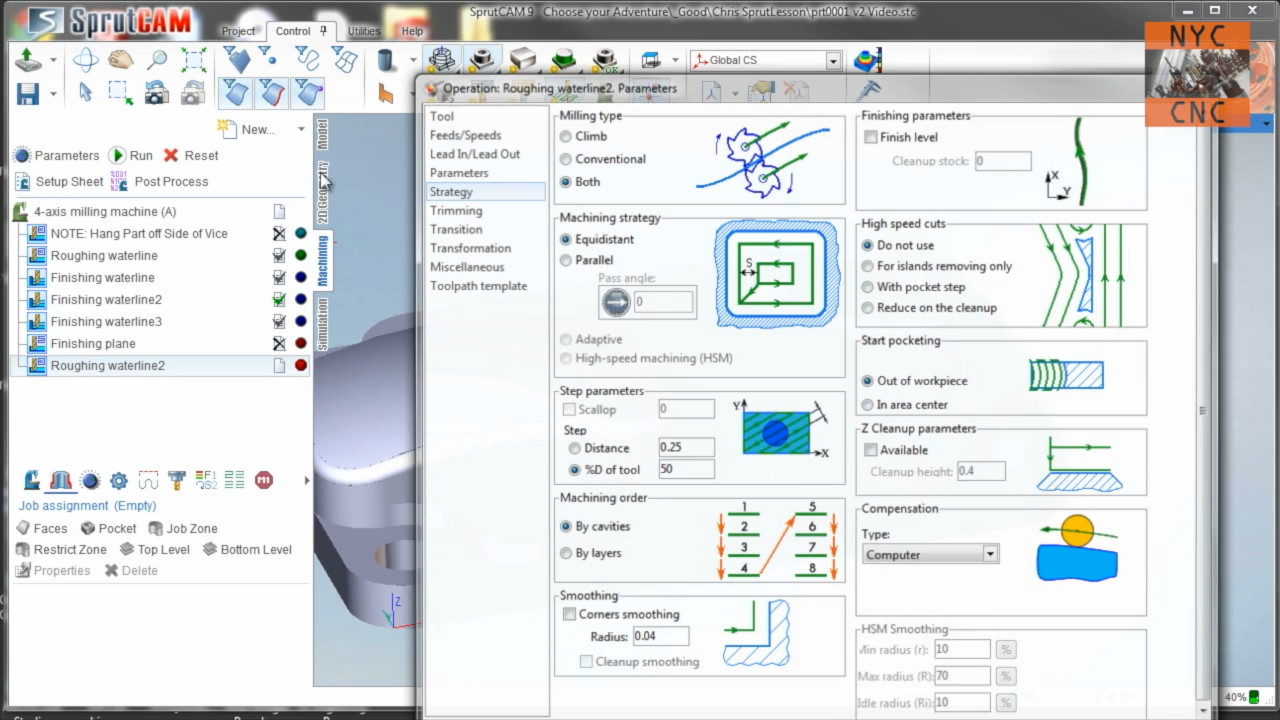 SprutCAM 9 Choose your Adventure\_Good\Chris SprutLesson\prt0001 v2 Video.stc
SprutCAM
Project
Control
Utilities
Help
NYC
CNC
Global CS
New...
Parameters
Run
Reset
Setup Sheet
Post Process
4-axis milling machine (A)
NOTE: Hang Part off Side of Vice
Roughing waterline
Finishing waterline
Finishing waterline2
Finishing waterline3
Finishing plane
Roughing waterline2
Model
2D Geometry
Machining
Simulation
M1
Job assignment (Empty)
Faces
Pocket
Job Zone
Restrict Zone
Top Level
Bottom Level
Properties
Delete
Z
Y
Operation: Roughing waterline2. Parameters
Tool
Feeds/Speeds
Lead In/Lead Out
Parameters
Strategy
Trimming
Transition
Transformation
Miscellaneous
Toolpath template
Milling type
Climb
Conventional
Both
Machining strategy
Equidistant
Parallel
Pass angle:
0
Adaptive
High-speed machining (HSM)
S
Step parameters
Scallop
0
Step
Distance
0.25
%D of tool
50
Y
X
Machining order
By cavities
By layers
1 5
2 6
3 7
4 8
Smoothing
Corners smoothing
Radius: 0.04
Cleanup smoothing
Finishing parameters
Finish level
Cleanup stock: 0
X
Y
High speed cuts
Do not use
For islands removing only
With pocket step
Reduce on the cleanup
Start pocketing
Out of workpiece
In area center
Z Cleanup parameters
Available
Cleanup height: 0.4
Compensation
Type:
Computer
HSM Smoothing
Min radius (r): 10 %
Max radius (R): 70 %
Idle radius (R): 10 %
40%